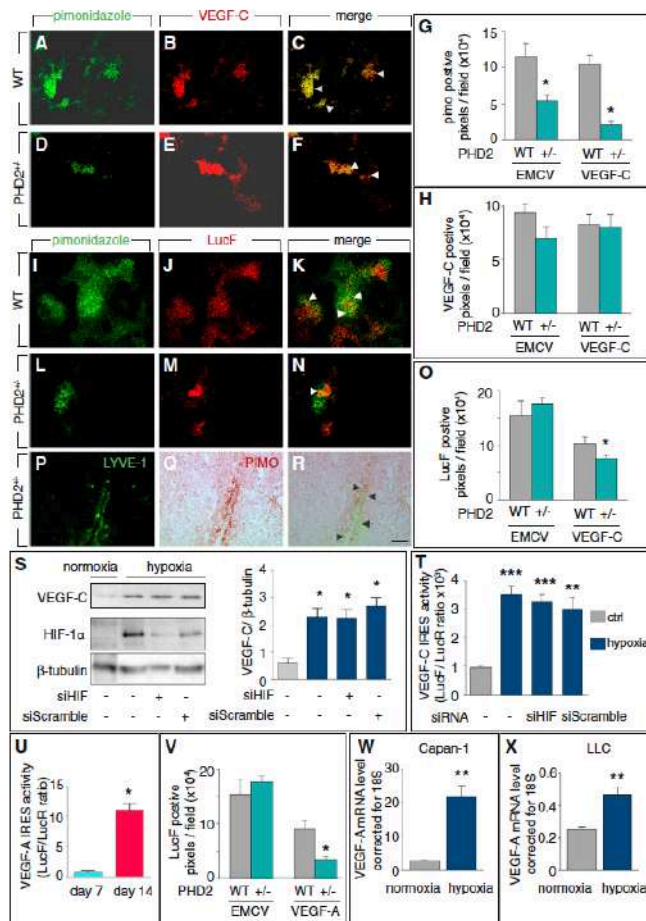 pimonidazole VEGF-C merge
A B C
WT
D E F
PHD2+/-
pimonidazole LucF merge
I J K
WT
L M N
PHD2+/-
P LYVE-1 Q PIMO R
PHD2+/-
G
pimo postive
pixels / field (x10⁴)
15
10
5
0
* *
PHD2 WT +/- WT +/-
EMCV VEGF-C
H
VEGF-C postive
pixels / field (x10⁴)
10
5
0
PHD2 WT +/- WT +/-
EMCV VEGF-C
O
LucF postive
pixels / field (x10⁴)
20
10
0
*
PHD2 WT +/- WT +/-
EMCV VEGF-C
S
normoxia hypoxia
VEGF-C
HIF-1α
β-tubulin
siHIF - - + -
siScramble - - - +
VEGF-C/ β-tubulin
4
3
2
1
0
* * *
siHIF - - + -
siScramble - - - +
T
VEGF-C IRES activity
(LucF/ LucR ratio x10³)
4
3
2
1
0
*** *** **
siRNA - - siHIF siScramble
ctrl
hypoxia
U
VEGF-A IRES activity
(LucF/LucR ratio)
15
10
5
0
*
day 7 day 14
V
LucF postive
pixels / field (x10⁴)
20
10
0
*
PHD2 WT +/- WT +/-
EMCV VEGF-A
W
Capan-1
VEGF-A mRNA level
corrected for 18S
30
20
10
0
**
normoxia hypoxia
X
LLC
VEGF-A mRNA level
corrected for 18S
0.6
0.4
0.2
0
**
normoxia hypoxia